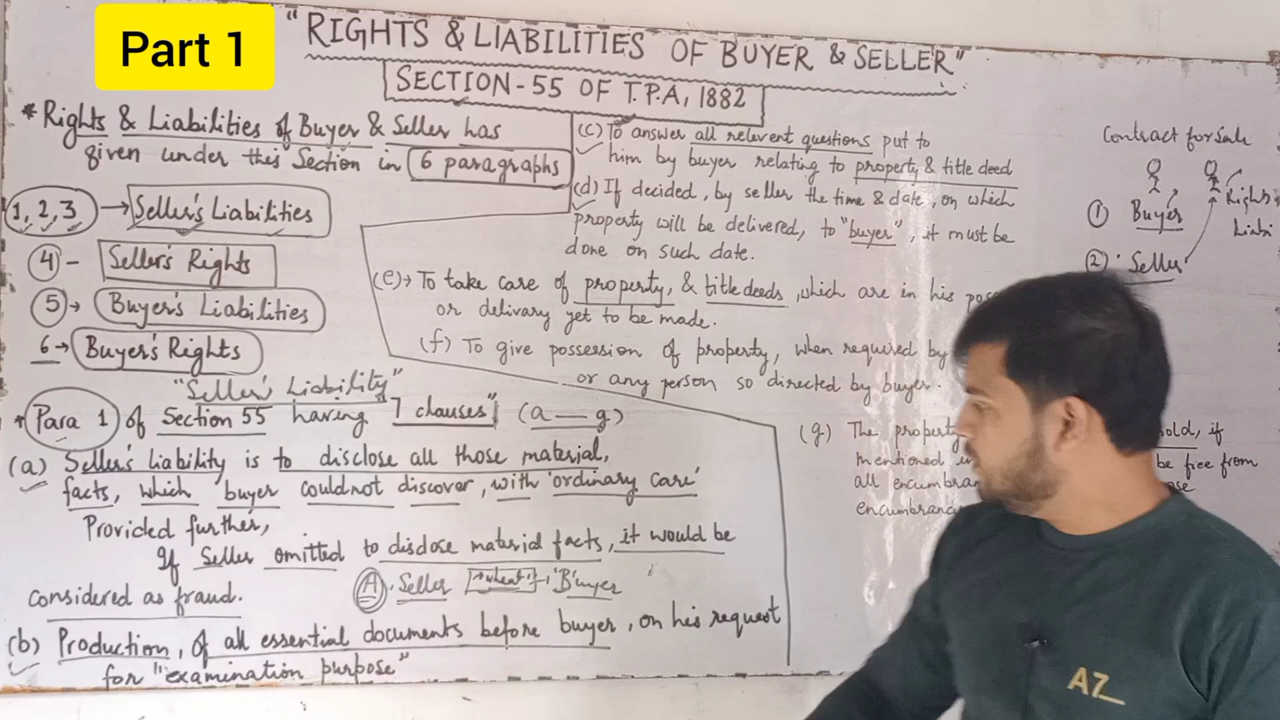 Part 1
"RIGHTS & LIABILITIES OF BUYER & SELLER"
SECTION-55 OF T.P.A, 1882
* Rights & Liabilities of Buyer & Seller has
given under this Section in 6 paragraphs
1, 2, 3 → Seller's Liabilities
4 - Seller's Rights
5 → Buyer's Liabilities
6 → Buyer's Rights
"Seller's Liability"
* Para 1 of Section 55 having 7 clauses" (a — g)
(a) Seller's liability is to disclose all those material,
facts, which buyer couldnot discover, with 'ordinary care'
Provided further,
If Seller omitted to disclose material facts, it would be
considered as fraud.
A. Seller wheat → 'B'uyer
(b) Production, of all essential documents before buyer, on his request
for "examination purpose"
(c) To answer all relevent questions put to
him by buyer relating to property & title deed
(d) If decided, by seller the time & date, on which
property will be delivered, to "buyer", it must be
done on such date.
(e) → To take care of property, & title deeds, which are in his
or delivary yet to be made.
(f) To give possession of property, when required by
or any person so directed by buyer.
(g) The property sold, if
mentioned be free from
all
Contract for Sale
1 Buyer
2 Seller
Rights
A7